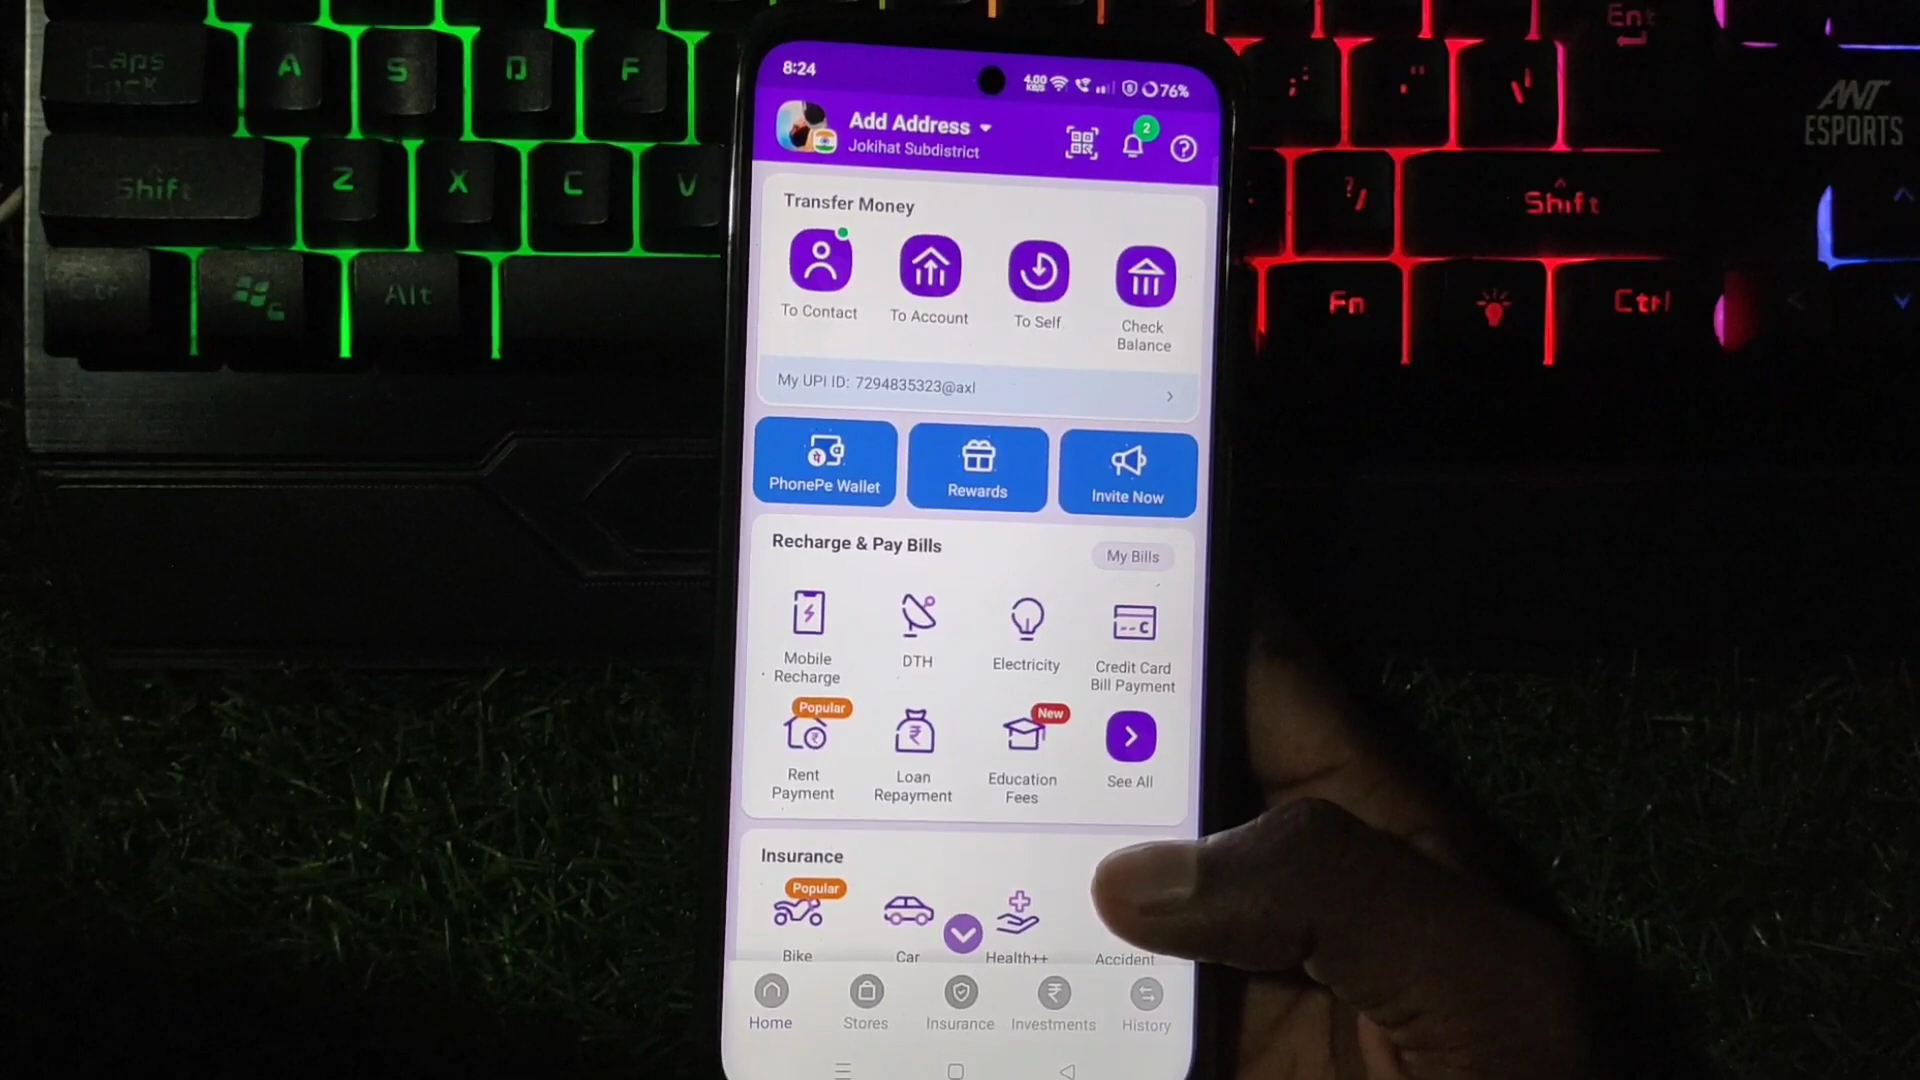 Caps
Lock
A
S
D
F
Ent
ANT
ESPORTS
Shift
Z
X
C
V
?
/
Shift
Alt
Fn
Ctrl
8:24
4.00
KB/S
76%
Add Address
Jokihat Subdistrict
2
Transfer Money
To Contact
To Account
To Self
Check
Balance
My UPI ID: 7294835323@axl
PhonePe Wallet
Rewards
Invite Now
Recharge & Pay Bills
My Bills
Mobile
Recharge
DTH
Electricity
Credit Card
Bill Payment
Popular
New
Rent
Payment
Loan
Repayment
Education
Fees
See All
Insurance
Popular
Bike
Car
Health++
Accident
Home
Stores
Insurance
Investments
History